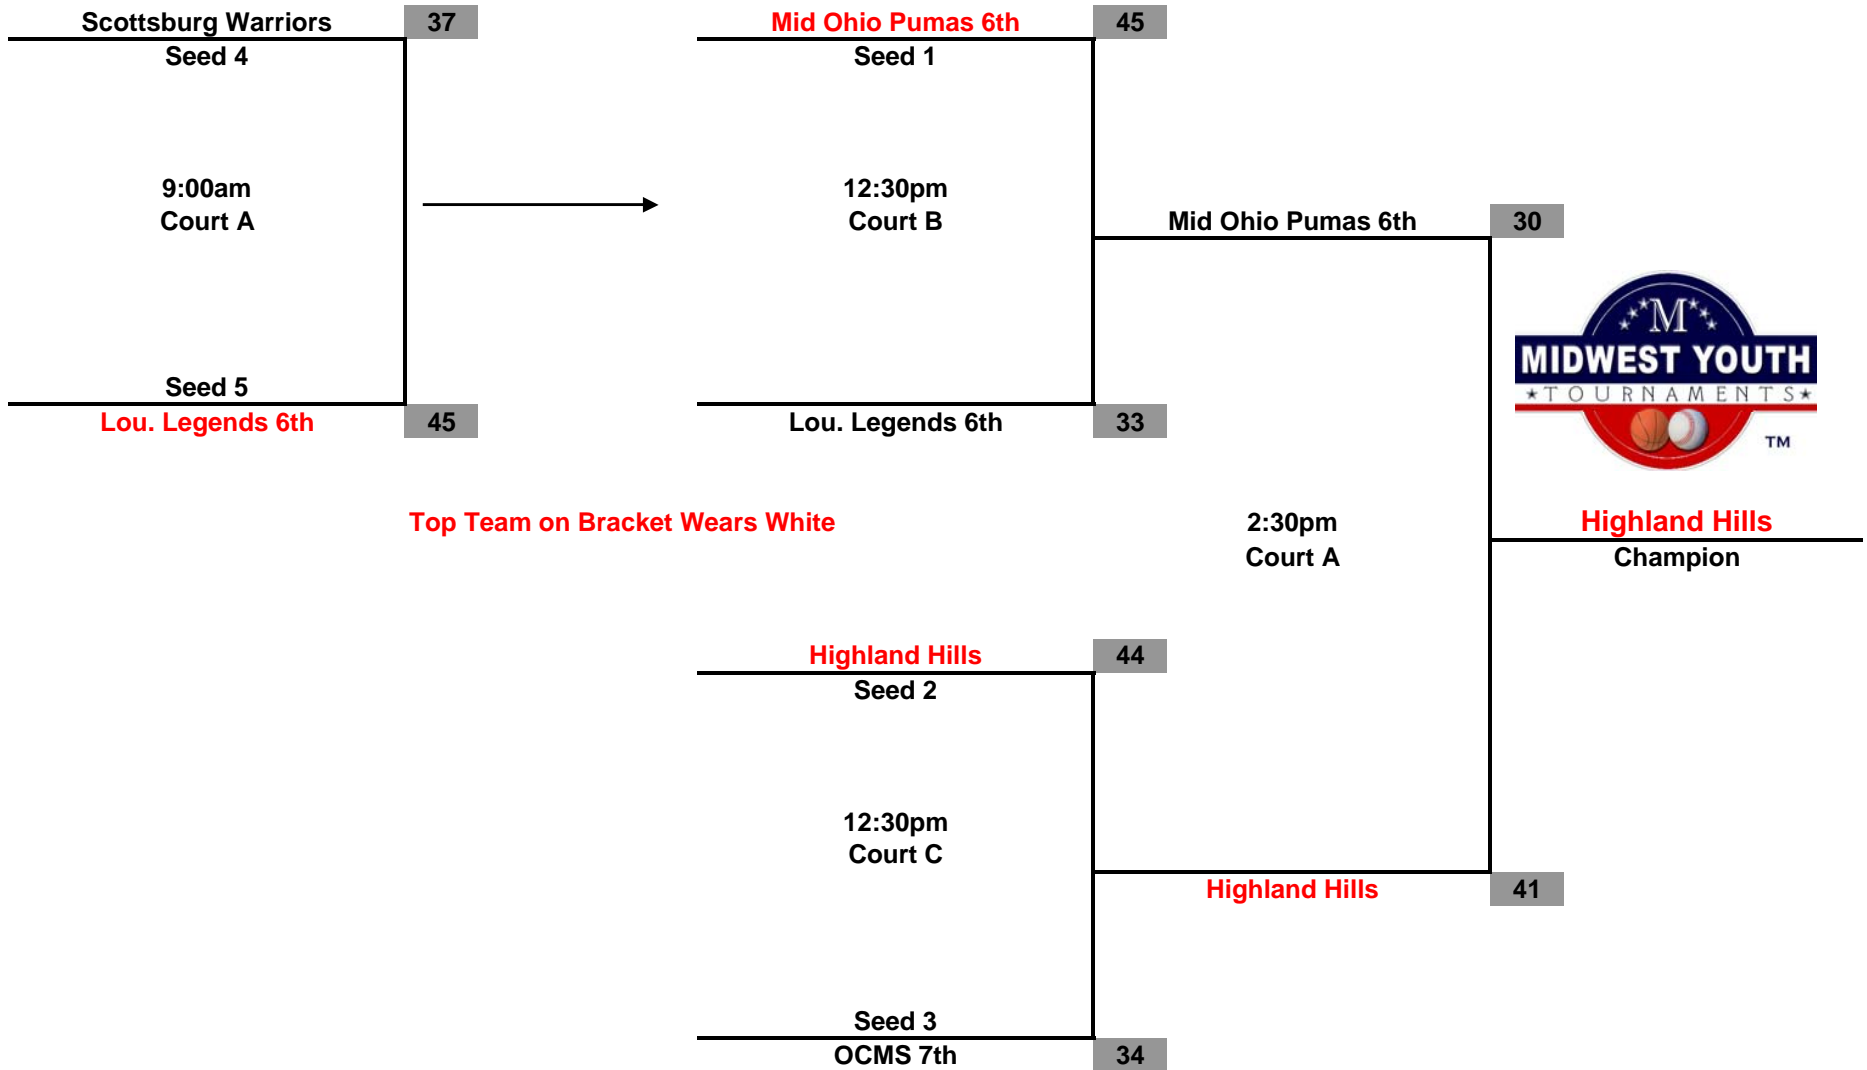 Scottsburg Warriors 37
Seed 4
9:00am
Court A
Seed 5
Lou. Legends 6th 45
Mid Ohio Pumas 6th 45
Seed 1
12:30pm
Court B
Lou. Legends 6th 33
Mid Ohio Pumas 6th 30
M
MIDWEST YOUTH
TOURNAMENTS
TM
Top Team on Bracket Wears White
2:30pm
Court A
Highland Hills
Champion
Highland Hills 44
Seed 2
12:30pm
Court C
Highland Hills 41
Seed 3
OCMS 7th 34